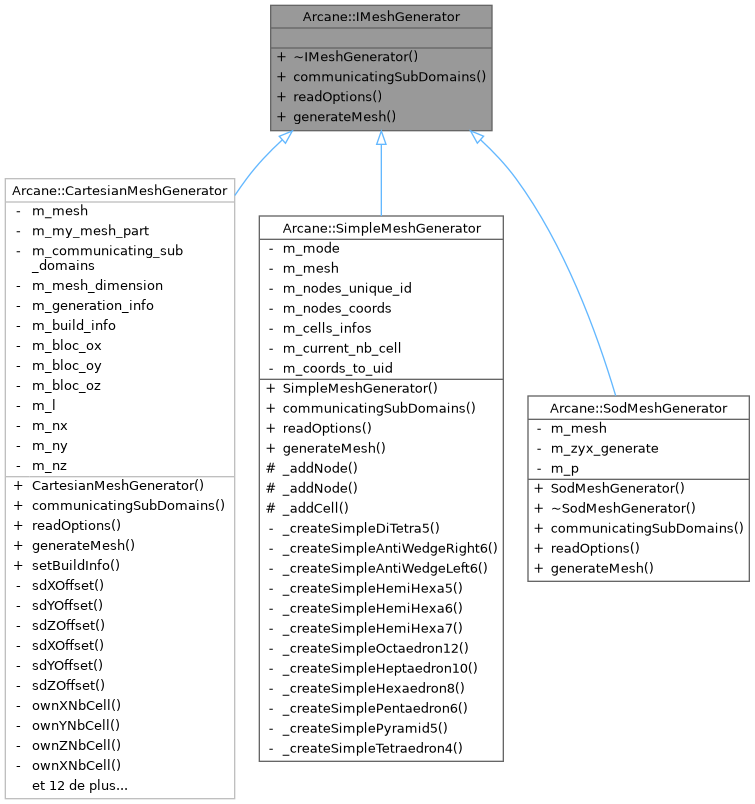 Arcane::IMeshGenerator
+ ~IMeshGenerator()
+ communicatingSubDomains()
+ readOptions()
+ generateMesh()
Arcane::CartesianMeshGenerator
- m_mesh
- m_my_mesh_part
- m_communicating_sub
_domains
- m_mesh_dimension
- m_generation_info
- m_build_info
- m_bloc_ox
- m_bloc_oy
- m_bloc_oz
- m_l
- m_nx
- m_ny
- m_nz
+ CartesianMeshGenerator()
+ communicatingSubDomains()
+ readOptions()
+ generateMesh()
+ setBuildInfo()
- sdXOffset()
- sdYOffset()
- sdZOffset()
- sdXOffset()
- sdYOffset()
- sdZOffset()
- ownXNbCell()
- ownYNbCell()
- ownZNbCell()
- ownXNbCell()
et 12 de plus...
Arcane::SimpleMeshGenerator
- m_mode
- m_mesh
- m_nodes_unique_id
- m_nodes_coords
- m_cells_infos
- m_current_nb_cell
- m_coords_to_uid
+ SimpleMeshGenerator()
+ communicatingSubDomains()
+ readOptions()
+ generateMesh()
# _addNode()
# _addNode()
# _addCell()
- _createSimpleDiTetra5()
- _createSimpleAntiWedgeRight6()
- _createSimpleAntiWedgeLeft6()
- _createSimpleHemiHexa5()
- _createSimpleHemiHexa6()
- _createSimpleHemiHexa7()
- _createSimpleOctaedron12()
- _createSimpleHeptaedron10()
- _createSimpleHexaedron8()
- _createSimplePentaedron6()
- _createSimplePyramid5()
- _createSimpleTetraedron4()
Arcane::SodMeshGenerator
- m_mesh
- m_zyx_generate
- m_p
+ SodMeshGenerator()
+ ~SodMeshGenerator()
+ communicatingSubDomains()
+ readOptions()
+ generateMesh()